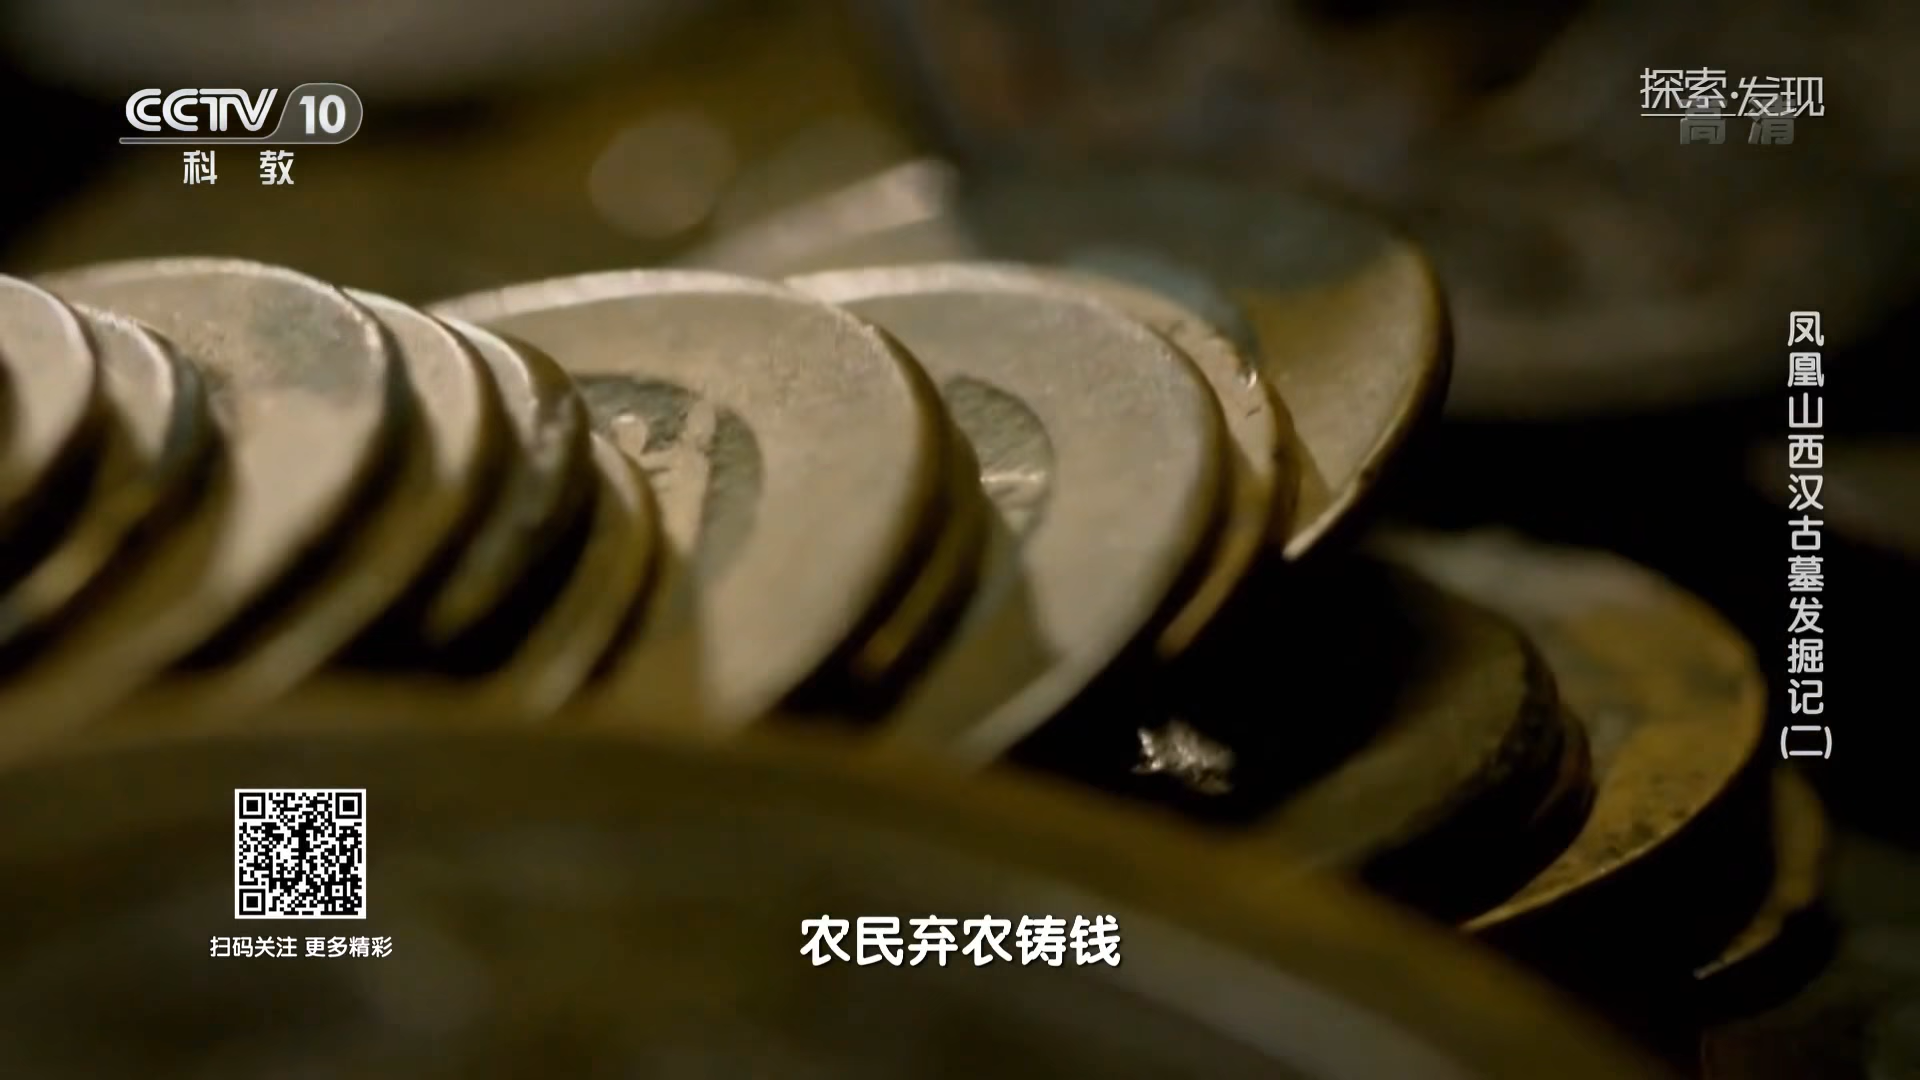 CCTV 10
科 教
探索·发现
高 清
凤凰山西汉古墓发掘记(二)
扫码关注 更多精彩
农民弃农铸钱